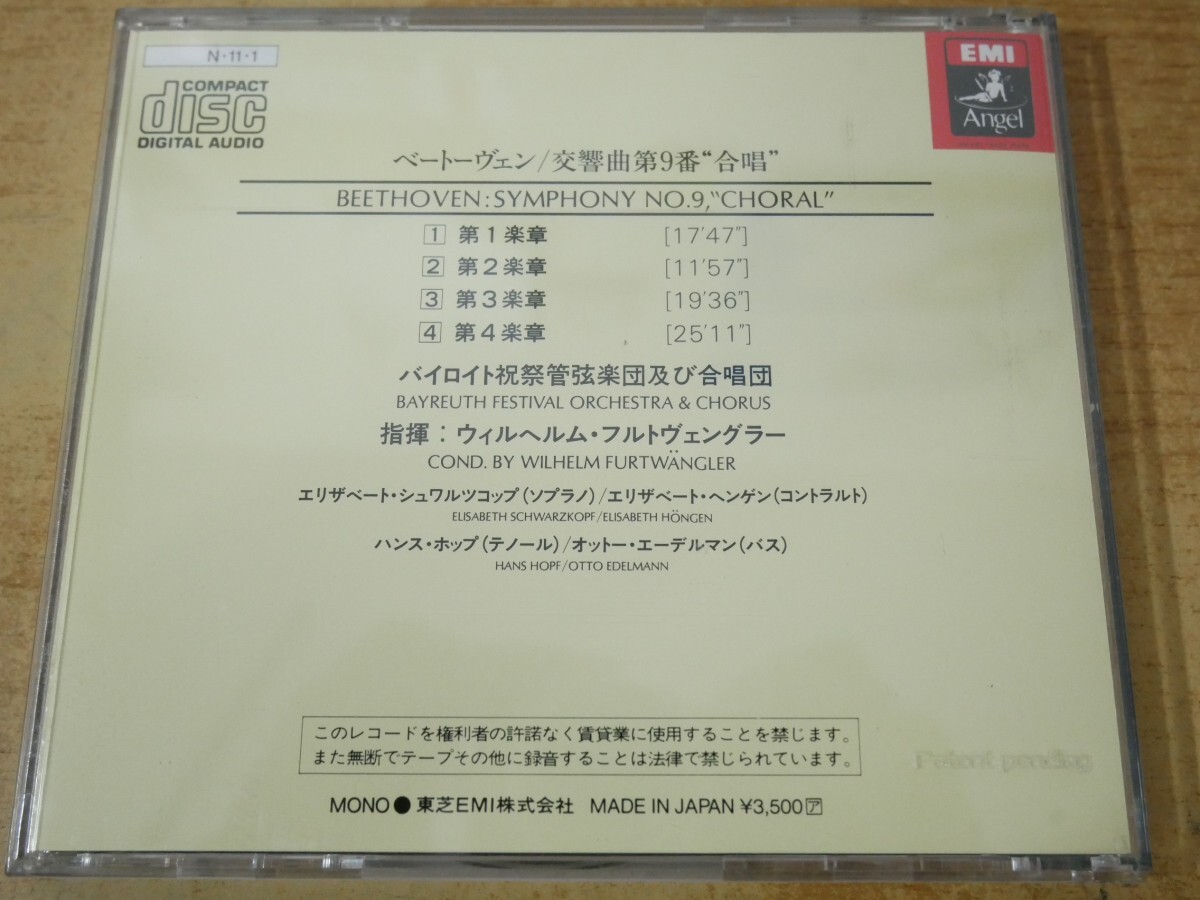 N・11・1
COMPACT
disc
DIGITAL AUDIO
EMI
Angel
ベートーヴェン/交響曲第9番“合唱”
BEETHOVEN:SYMPHONY NO.9,“CHORAL”
1 第1楽章 [17'47"]
2 第2楽章 [11'57"]
3 第3楽章 [19'36"]
4 第4楽章 [25'11"]
バイロイト祝祭管弦楽団及び合唱団
BAYREUTH FESTIVAL ORCHESTRA & CHORUS
指揮：ウィルヘルム・フルトヴェングラー
COND. BY WILHELM FURTWÄNGLER
エリザベート・シュワルツコップ(ソプラノ)/エリザベート・ヘンゲン(コントラルト)
ELISABETH SCHWARZKOPF/ELISABETH HÖNGEN
ハンス・ホップ(テノール)/オットー・エーデルマン(バス)
HANS HOPF/OTTO EDELMANN
このレコードを権利者の許諾なく賃貸業に使用することを禁じます。
また無断でテープその他に録音することは法律で禁じられています。
Patent pending
MONO● 東芝EMI株式会社 MADE IN JAPAN ¥3,500 ア